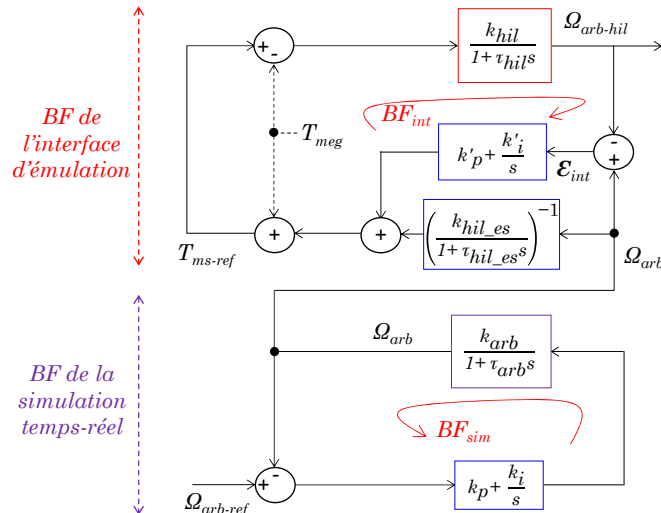 Ω_arb-hil
+ -
k_hil
1+ τ_hil s
BF de
l'interface
d'émulation
BF_int
T_meg
k'_p + k'_i / s
-
+
ε_int
+
+
(k_hil_es / 1+ τ_hil_es s)^-1
T_ms-ref
Ω_arb
Ω_arb
k_arb
1+ τ_arb s
BF de la
simulation
temps-réel
BF_sim
+ -
k_p + k_i / s
Ω_arb-ref